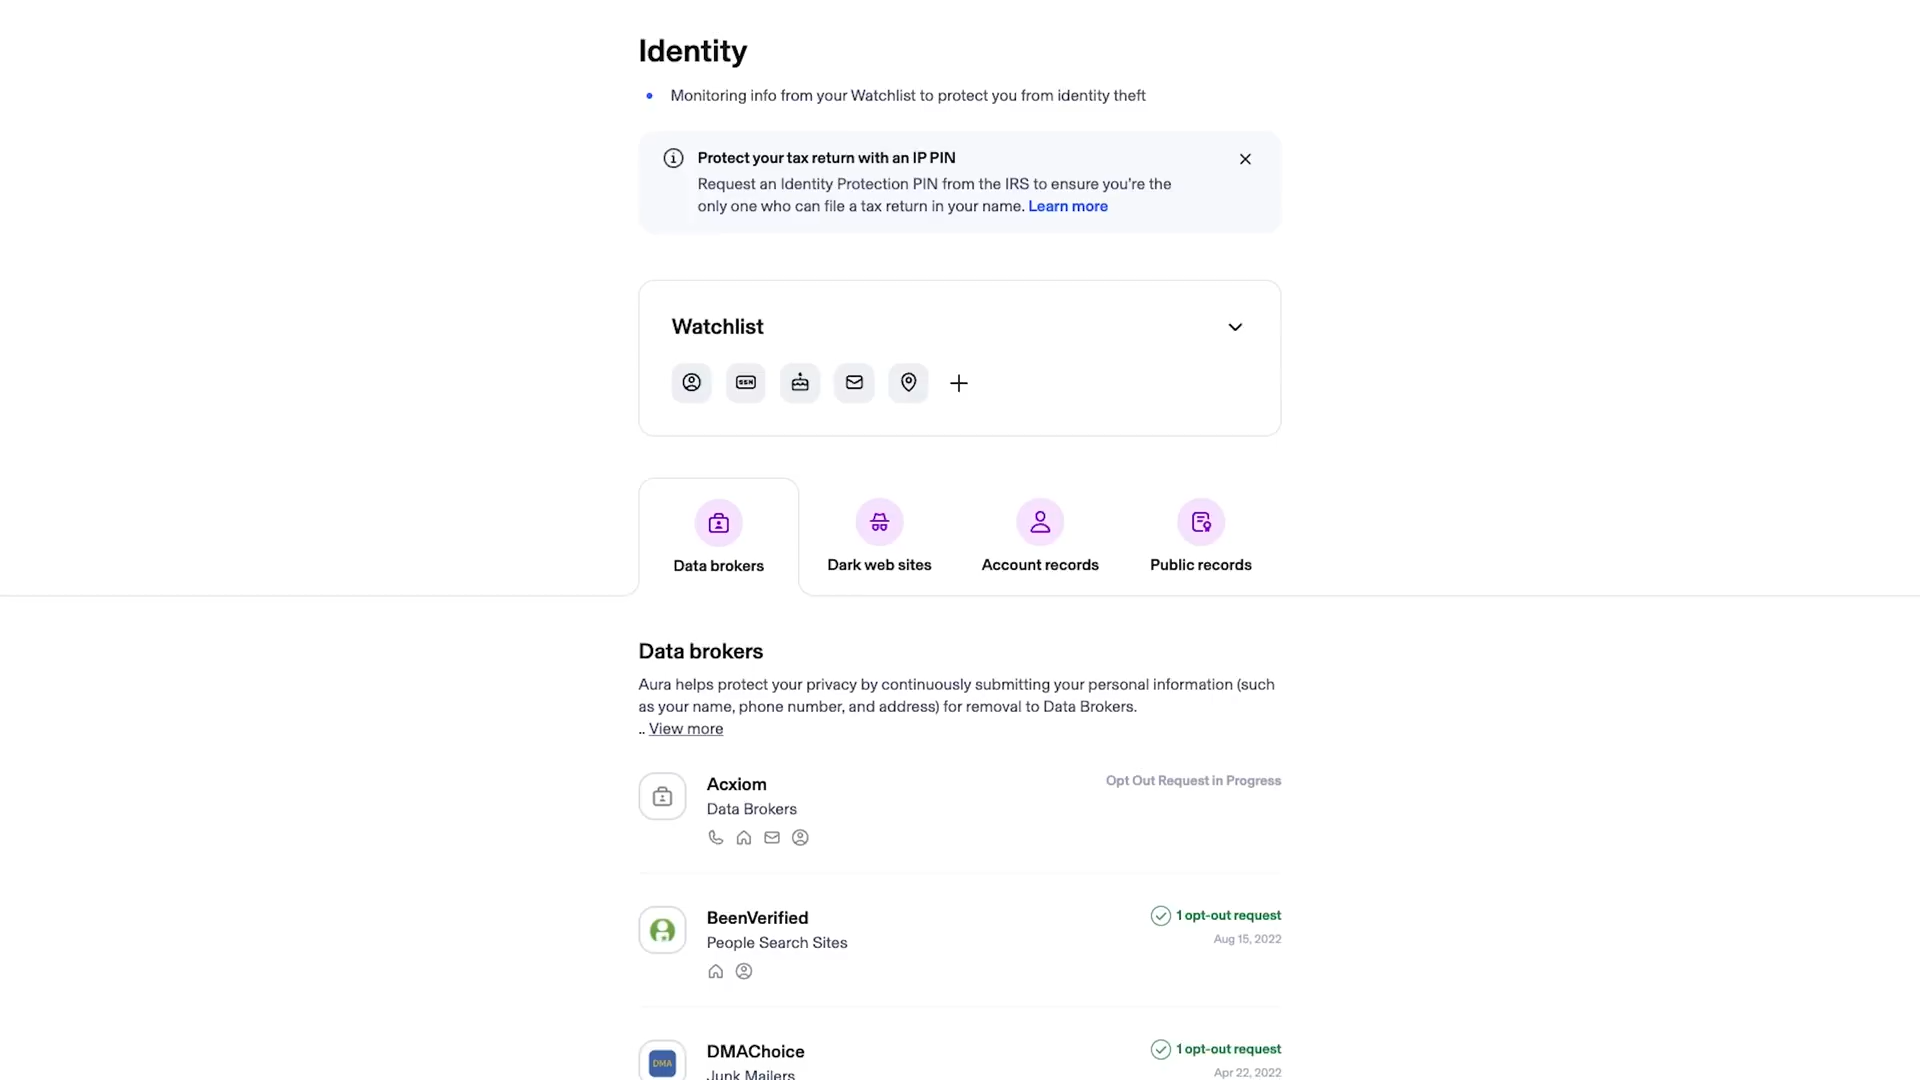 Identity
Monitoring info from your Watchlist to protect you from identity theft
Protect your tax return with an IP PIN
Request an Identity Protection PIN from the IRS to ensure you're the
only one who can file a tax return in your name. Learn more
Watchlist
SSN
Data brokers
Dark web sites
Account records
Public records
Data brokers
Aura helps protect your privacy by continuously submitting your personal information (such
as your name, phone number, and address) for removal to Data Brokers.
.. View more
Acxiom
Opt Out Request in Progress
Data Brokers
BeenVerified
1 opt-out request
People Search Sites
Aug 15, 2022
DMA
DMAChoice
1 opt-out request
Junk Mailers
Apr 22, 2022